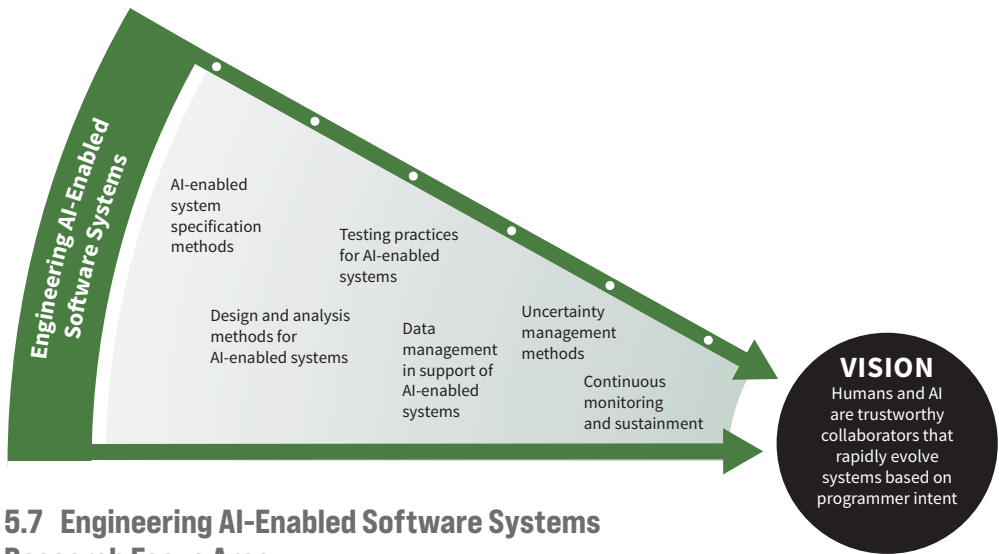 Engineering AI-Enabled
Software Systems
AI-enabled
system
specification
methods
Testing practices
for AI-enabled
systems
Design and analysis
methods for
AI-enabled systems
Data
management
in support of
AI-enabled
systems
Uncertainty
management
methods
Continuous
monitoring
and sustainment
VISION
Humans and AI
are trustworthy
collaborators that
rapidly evolve
systems based on
programmer intent
5.7 Engineering AI-Enabled Software Systems
Research Focus Area